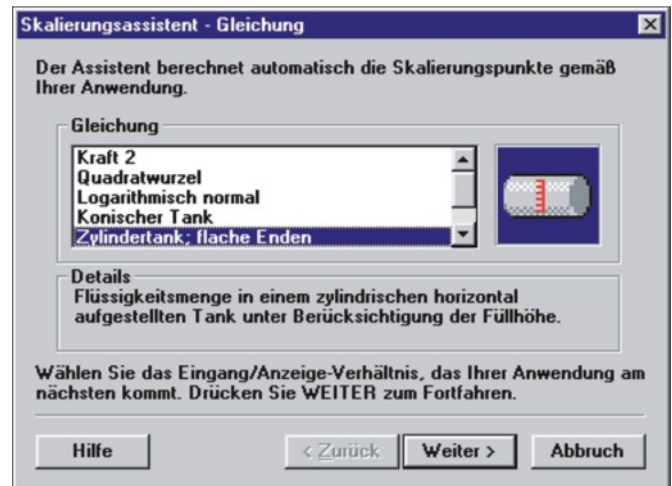 Skalierungsassistent - Gleichung
Der Assistent berechnet automatisch die Skalierungspunkte gemäß
Ihrer Anwendung.
Gleichung
Kraft 2
Quadratwurzel
Logarithmisch normal
Konischer Tank
Zylindertank; flache Enden
Details
Flüssigkeitsmenge in einem zylindrischen horizontal
aufgestellten Tank unter Berücksichtigung der Füllhöhe.
Wählen Sie das Eingang/Anzeige-Verhältnis, das Ihrer Anwendung am
nächsten kommt. Drücken Sie WEITER zum Fortfahren.
Hilfe < Zurück Weiter > Abbruch